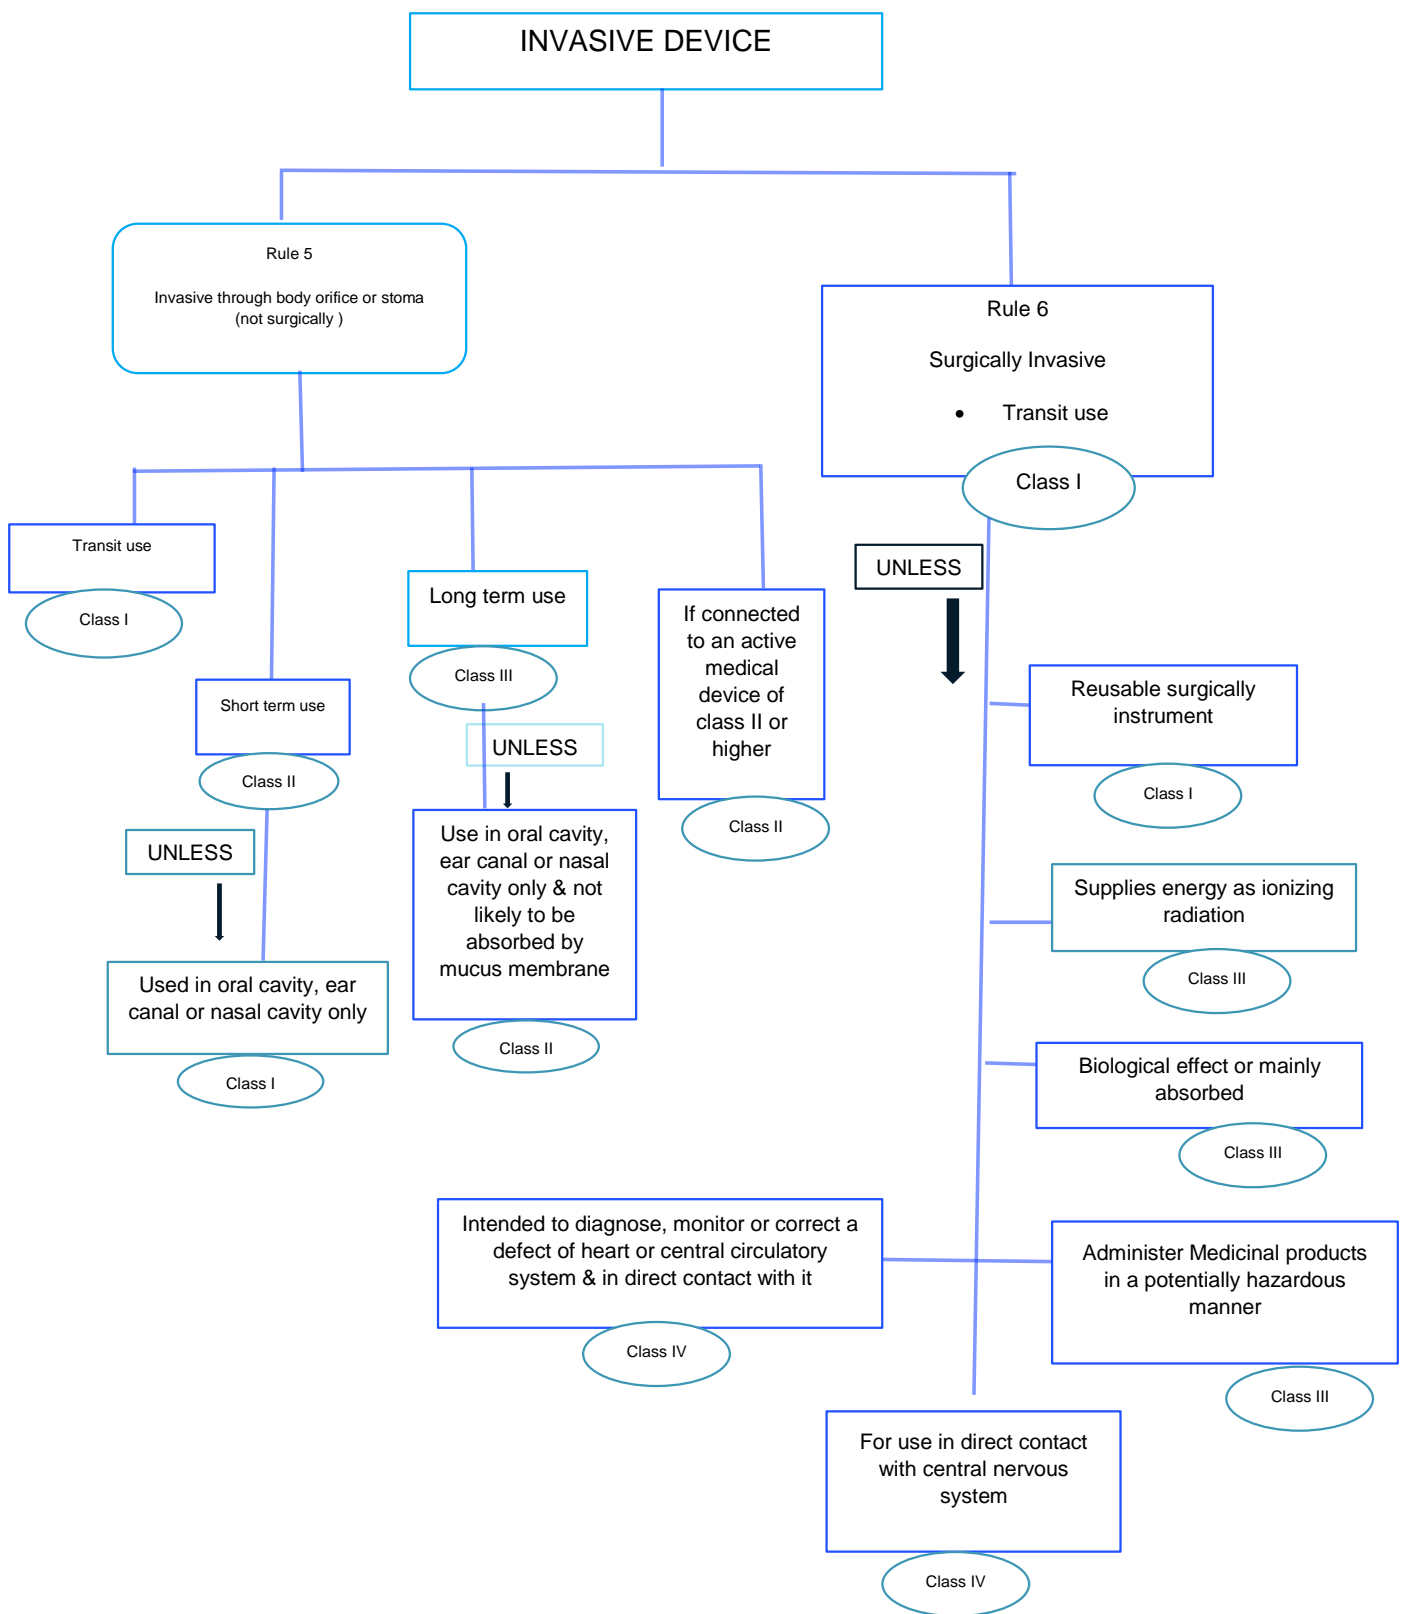 INVASIVE DEVICE
Rule 5
Invasive through body orifice or stoma
(not surgically )
Rule 6
Surgically Invasive
• Transit use
Class I
Transit use
Class I
Short term use
Class II
UNLESS
Used in oral cavity, ear
canal or nasal cavity only
Class I
Long term use
Class III
UNLESS
Use in oral cavity,
ear canal or nasal
cavity only & not
likely to be
absorbed by
mucus membrane
Class II
If connected
to an active
medical
device of
class II or
higher
Class II
UNLESS
Reusable surgically
instrument
Class I
Supplies energy as ionizing
radiation
Class III
Biological effect or mainly
absorbed
Class III
Intended to diagnose, monitor or correct a
defect of heart or central circulatory
system & in direct contact with it
Class IV
Administer Medicinal products
in a potentially hazardous
manner
Class III
For use in direct contact
with central nervous
system
Class IV